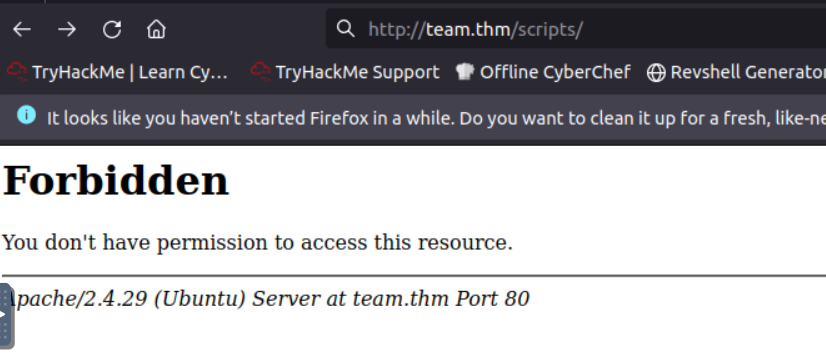 http://team.thm/scripts/
TryHackMe | Learn Cy... TryHackMe Support Offline CyberChef Revshell Generator
It looks like you haven't started Firefox in a while. Do you want to clean it up for a fresh, like-ne
Forbidden
You don't have permission to access this resource.
Apache/2.4.29 (Ubuntu) Server at team.thm Port 80